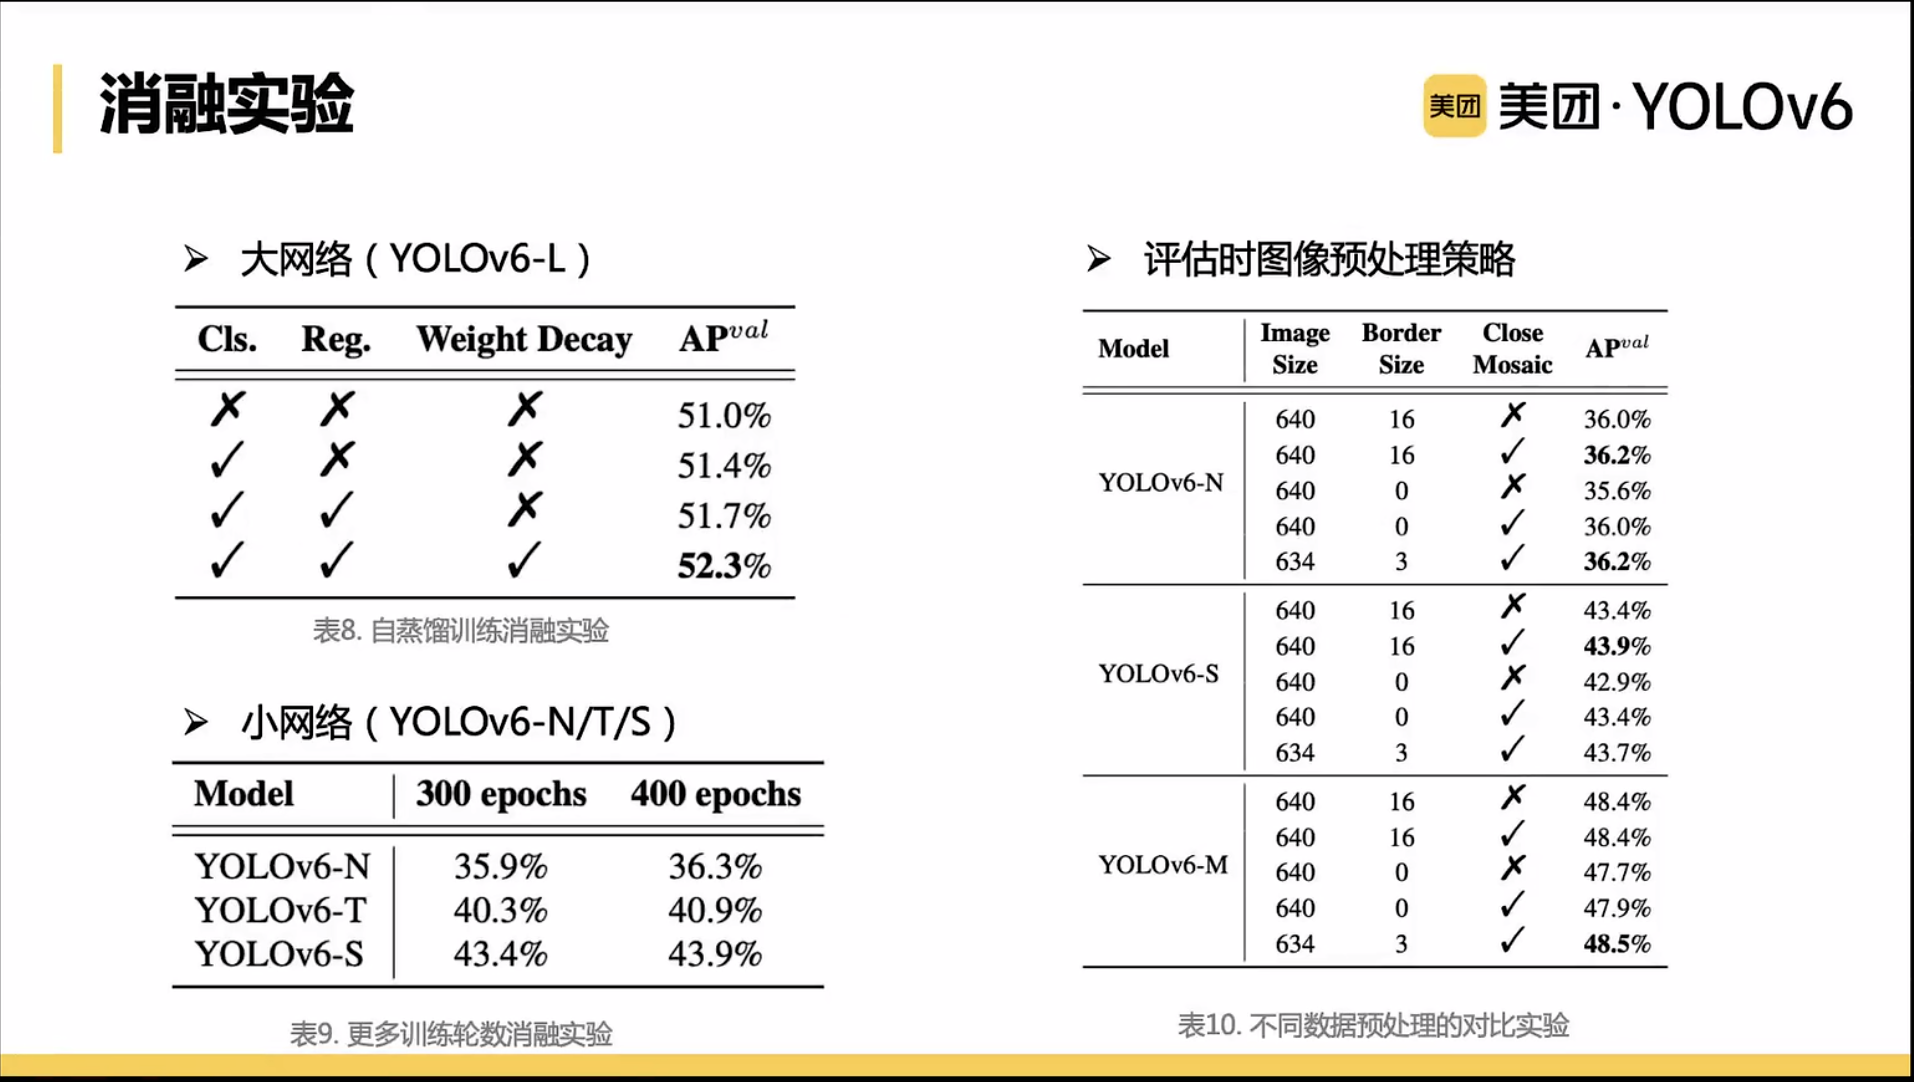 消融实验
美团 美团·YOLOv6
➢ 大网络（YOLOv6-L）
Cls. Reg. Weight Decay AP^val
✗ ✗ ✗ 51.0%
✓ ✗ ✗ 51.4%
✓ ✓ ✗ 51.7%
✓ ✓ ✓ 52.3%
表8. 自蒸馏训练消融实验
➢ 小网络（YOLOv6-N/T/S）
Model 300 epochs 400 epochs
YOLOv6-N 35.9% 36.3%
YOLOv6-T 40.3% 40.9%
YOLOv6-S 43.4% 43.9%
表9. 更多训练轮数消融实验
➢ 评估时图像预处理策略
Model Image Size Border Size Close Mosaic AP^val
640 16 ✗ 36.0%
640 16 ✓ 36.2%
YOLOv6-N 640 0 ✗ 35.6%
640 0 ✓ 36.0%
634 3 ✓ 36.2%
640 16 ✗ 43.4%
640 16 ✓ 43.9%
YOLOv6-S 640 0 ✗ 42.9%
640 0 ✓ 43.4%
634 3 ✓ 43.7%
640 16 ✗ 48.4%
640 16 ✓ 48.4%
YOLOv6-M 640 0 ✗ 47.7%
640 0 ✓ 47.9%
634 3 ✓ 48.5%
表10. 不同数据预处理的对比实验